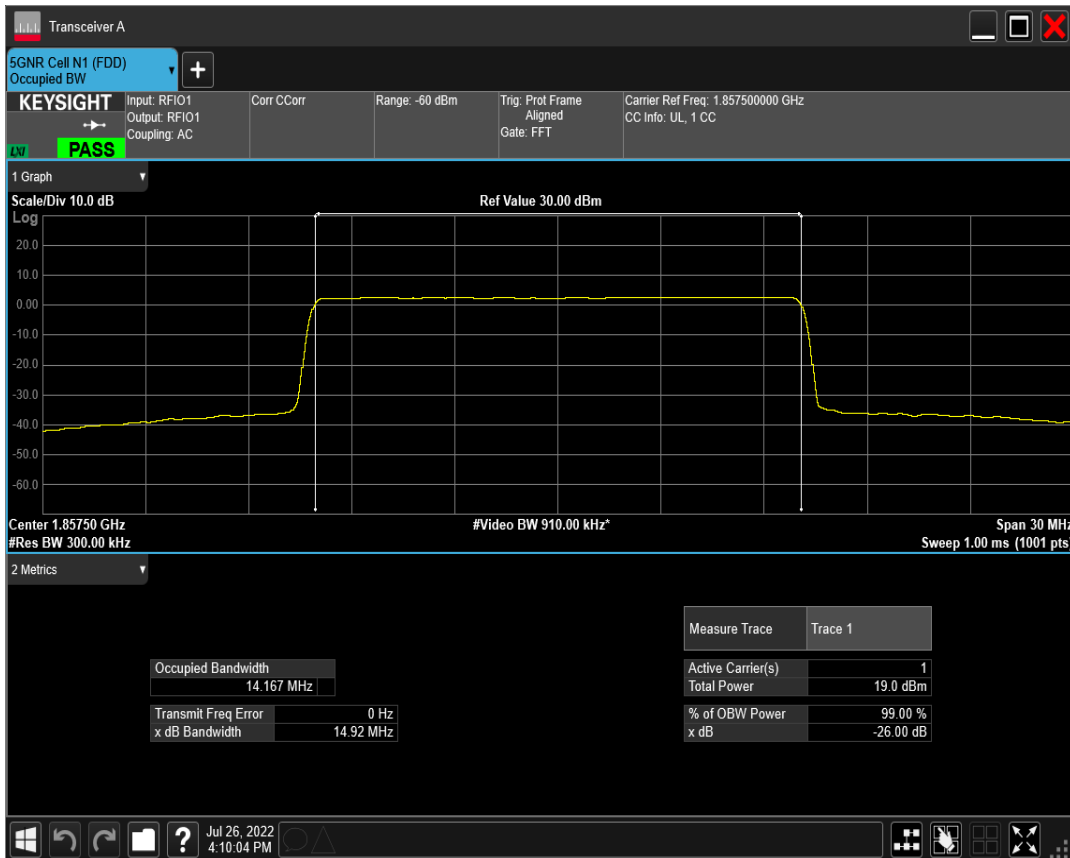 Transceiver A
5GNR Cell N1 (FDD)
Occupied BW
+
KEYSIGHT
LXI
PASS
Input: RFIO1
Output: RFIO1
Coupling: AC
Corr CCorr
Range: -60 dBm
Trig: Prot Frame
Aligned
Gate: FFT
Carrier Ref Freq: 1.857500000 GHz
CC Info: UL, 1 CC
1 Graph
Scale/Div 10.0 dB
Ref Value 30.00 dBm
Log
20.0
10.0
0.00
-10.0
-20.0
-30.0
-40.0
-50.0
-60.0
Center 1.85750 GHz
#Video BW 910.00 kHz*
Span 30 MHz
#Res BW 300.00 kHz
Sweep 1.00 ms (1001 pts)
2 Metrics
Measure Trace Trace 1
Occupied Bandwidth
14.167 MHz
Active Carrier(s) 1
Total Power 19.0 dBm
Transmit Freq Error 0 Hz
x dB Bandwidth 14.92 MHz
% of OBW Power 99.00 %
x dB -26.00 dB
?
Jul 26, 2022
4:10:04 PM